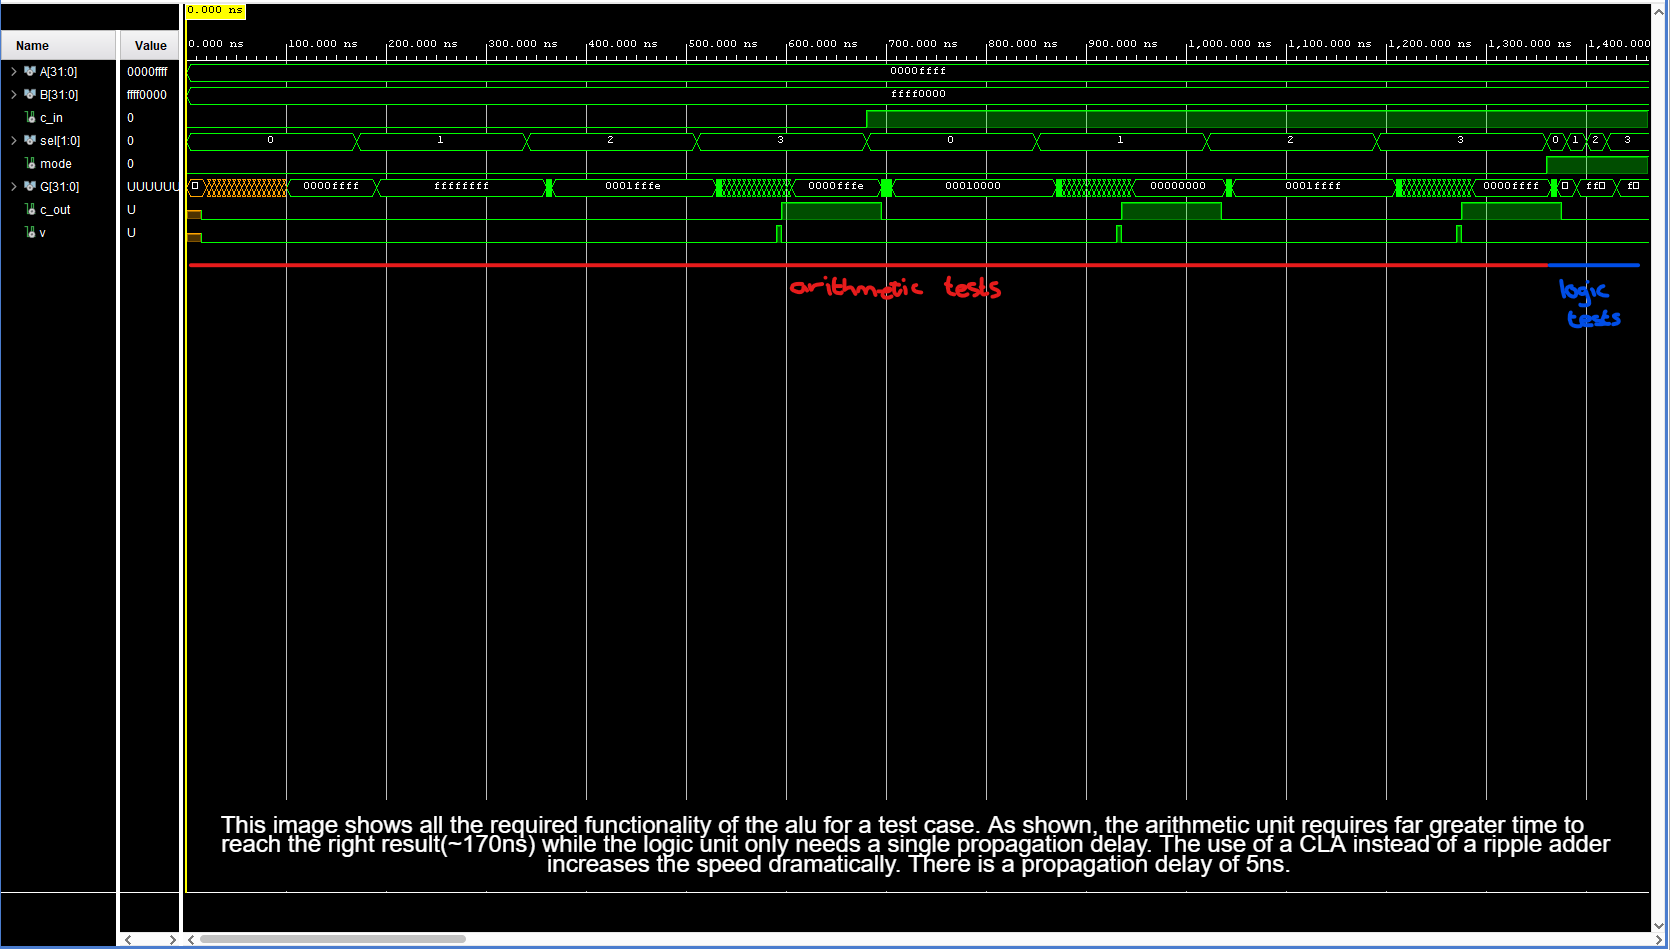 0.000 ns
Name Value
0.000 ns 100.000 ns 200.000 ns 300.000 ns 400.000 ns 500.000 ns 600.000 ns 700.000 ns 800.000 ns 900.000 ns 1,000.000 ns 1,100.000 ns 1,200.000 ns 1,300.000 ns 1,400.000
A[31:0] 0000ffff 0000ffff
B[31:0] ffff0000 ffff0000
c_in 0
sel[1:0] 0 0 1 2 3 0 1 2 3 0 1 2 3
mode 0
G[31:0] UUUUUU 0000ffff ffffffff 0001fffe 0000fffe 00010000 00000000 0001ffff 0000ffff ff f
c_out U
v U
arithmetic tests
logic
tests
This image shows all the required functionality of the alu for a test case. As shown, the arithmetic unit requires far greater time to
reach the right result(~170ns) while the logic unit only needs a single propagation delay. The use of a CLA instead of a ripple adder
increases the speed dramatically. There is a propagation delay of 5ns.